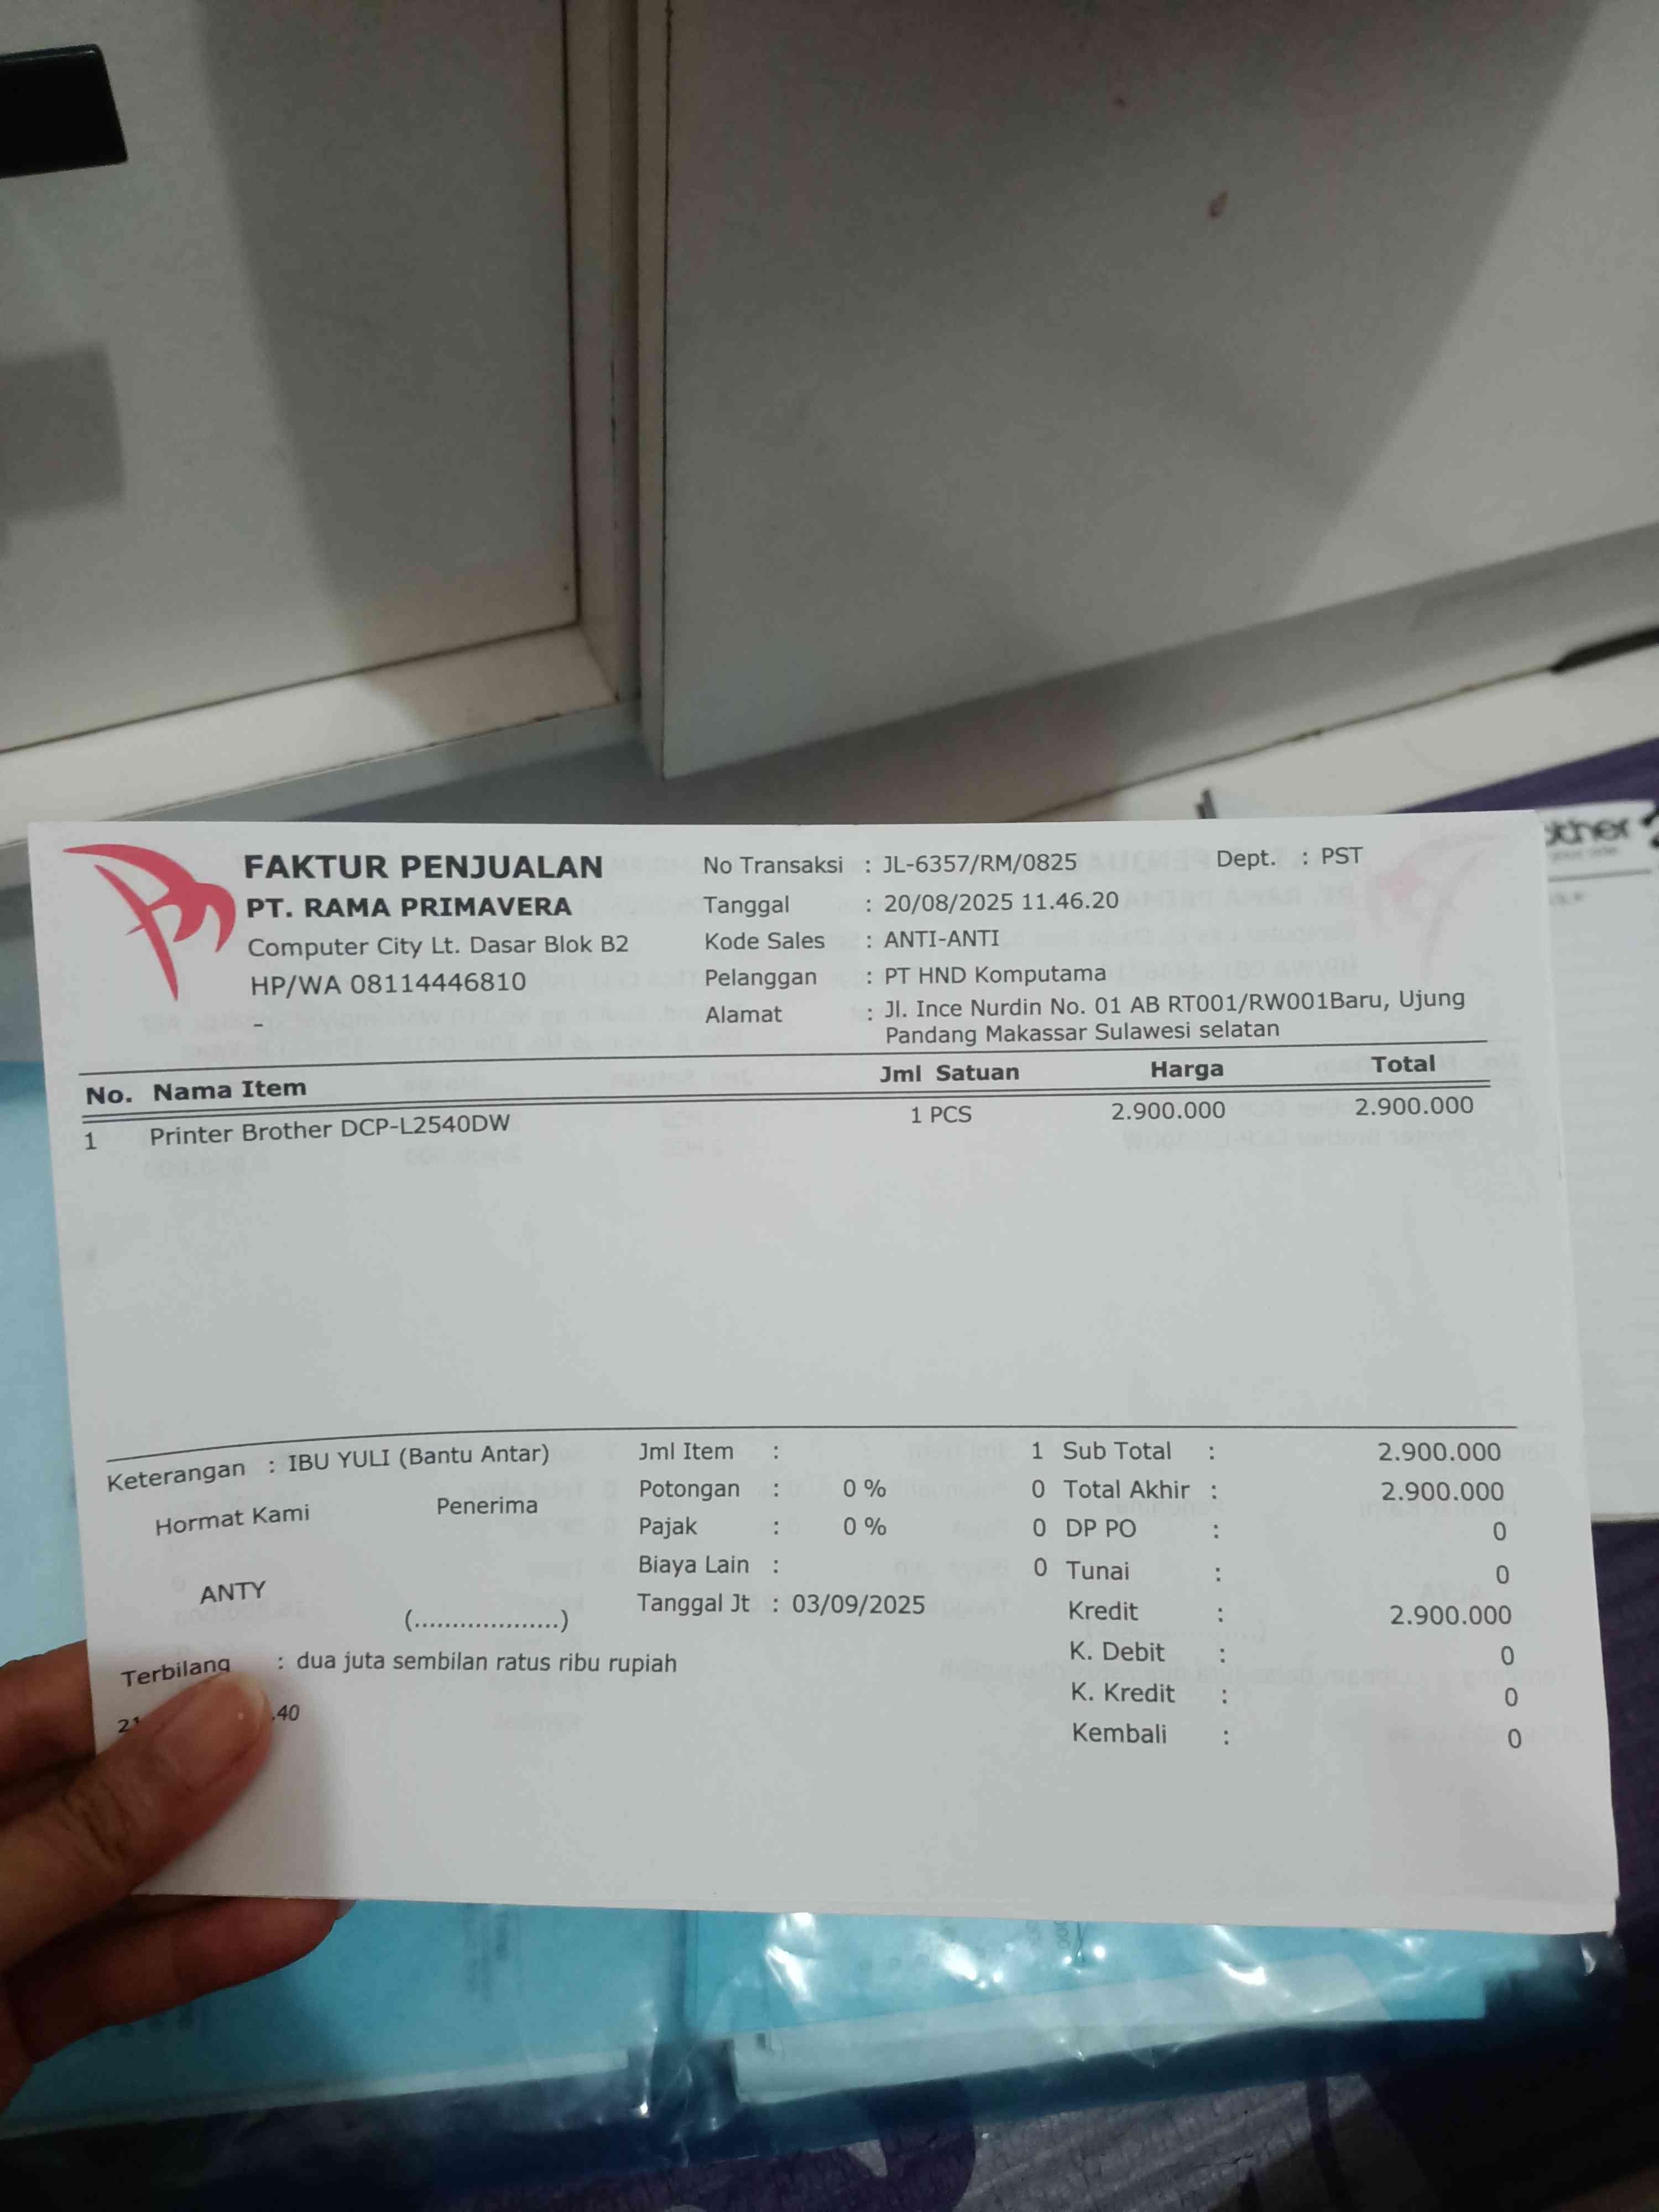 FAKTUR PENJUALAN
PT. RAMA PRIMAVERA
Computer City Lt. Dasar Blok B2
HP/WA 08114446810
-
No Transaksi : JL-6357/RM/0825
Dept. : PST
Tanggal : 20/08/2025 11.46.20
Kode Sales : ANTI-ANTI
Pelanggan : PT HND Komputama
Alamat : Jl. Ince Nurdin No. 01 AB RT001/RW001Baru, Ujung
Pandang Makassar Sulawesi selatan
No. Nama Item Jml Satuan Harga Total
1 Printer Brother DCP-L2540DW 1 PCS 2.900.000 2.900.000
Keterangan : IBU YULI (Bantu Antar)
Hormat Kami Penerima
ANTY
(...................)
Jml Item : 1
Potongan : 0 % 0
Pajak : 0 % 0
Biaya Lain : 0
Tanggal Jt : 03/09/2025
Sub Total : 2.900.000
Total Akhir : 2.900.000
DP PO : 0
Tunai : 0
Kredit : 2.900.000
K. Debit : 0
K. Kredit : 0
Kembali : 0
Terbilang : dua juta sembilan ratus ribu rupiah
.40